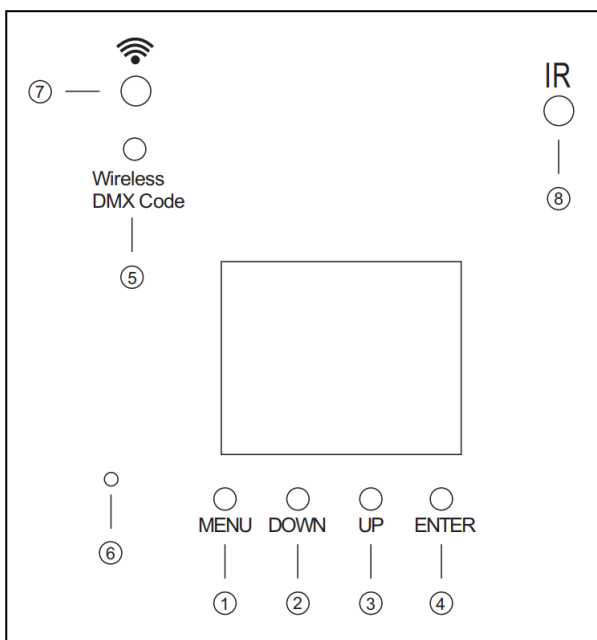 IR
⑦
Wireless
DMX Code
⑧
⑤
MENU DOWN UP ENTER
⑥
① ② ③ ④